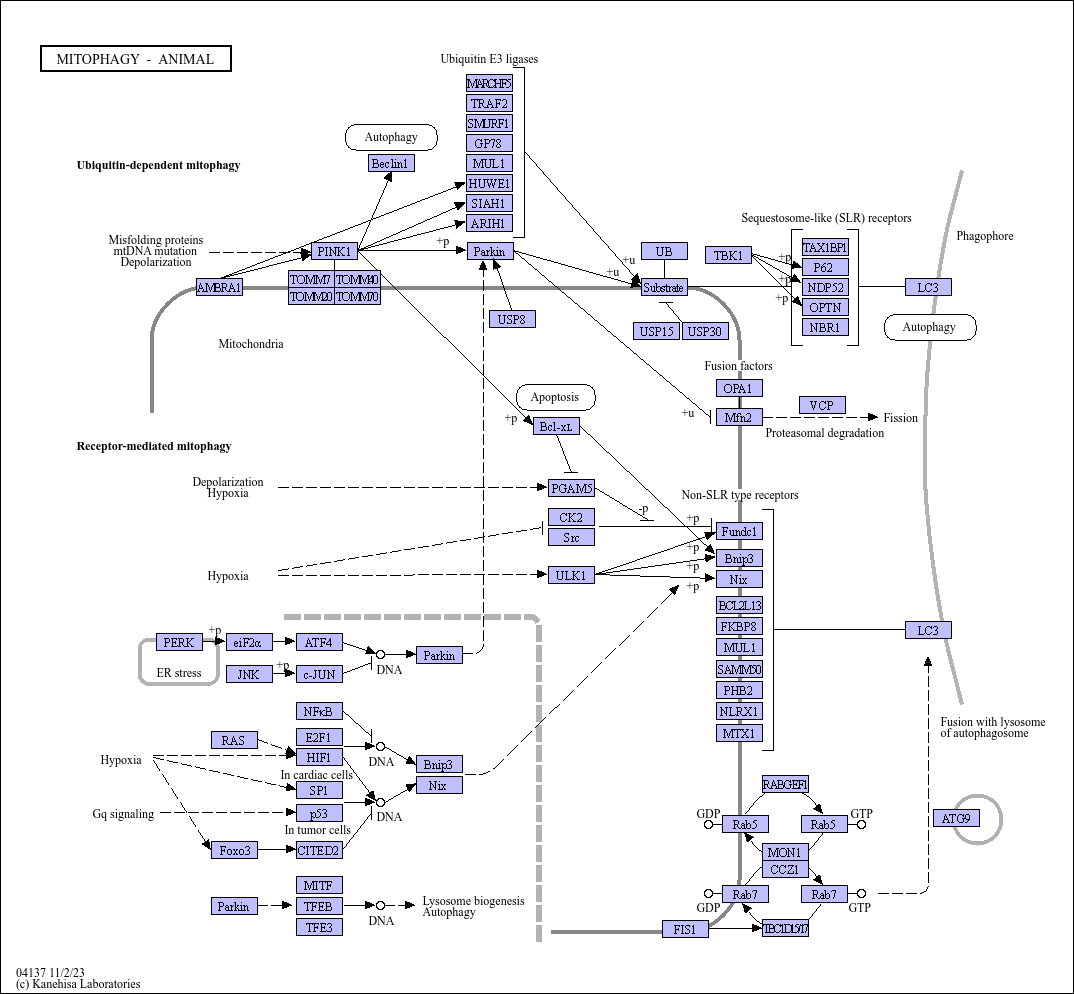 MITOPHAGY - ANIMAL
Ubiquitin E3 ligases
MARCHF5
TRAF2
SMURF1
GP78
MUL1
HUWE1
SIAH1
ARIH1
Autophagy
Beclin1
Ubiquitin-dependent mitophagy
Misfolding proteins
mtDNA mutation
Depolarization
PINK1
+p
Parkin
AMBRA1
TOMM7
TOMM40
TOMM20
TOMM70
USP8
Mitochondria
+u
+u
UB
Substrate
USP15
USP30
TBK1
Sequestosome-like (SLR) receptors
+p
+p
+p
TAX1BP1
P62
NDP52
OPTN
NBR1
Phagophore
LC3
Autophagy
Fusion factors
OPA1
+u
Mfn2
VCP
Fission
Proteasomal degradation
Apoptosis
+p
Bcl-xL
Receptor-mediated mitophagy
Depolarization
Hypoxia
PGAM5
-p
CK2
Src
Hypoxia
ULK1
Non-SLR type receptors
+p
+p
+p
+p
Fundc1
Bnip3
Nix
BCL2L13
FKBP8
MUL1
SAMM50
PHB2
NLRX1
MTX1
LC3
PERK
+p
eiF2α
ATF4
ER stress
JNK
+p
c-JUN
DNA
Parkin
NFκB
RAS
E2F1
HIF1
DNA
Bnip3
Nix
Hypoxia
In cardiac cells
SP1
Gq signaling
p53
DNA
In tumor cells
Foxo3
CITED2
MITF
Parkin
TFEB
TFE3
DNA
Lysosome biogenesis
Autophagy
Fusion with lysosome
of autophagosome
RABGEF1
GDP
Rab5
Rab5
GTP
ATG9
MON1
CCZ1
GDP
Rab7
Rab7
GTP
FIS1
TBC1D15/17
04137 11/2/23
(c) Kanehisa Laboratories